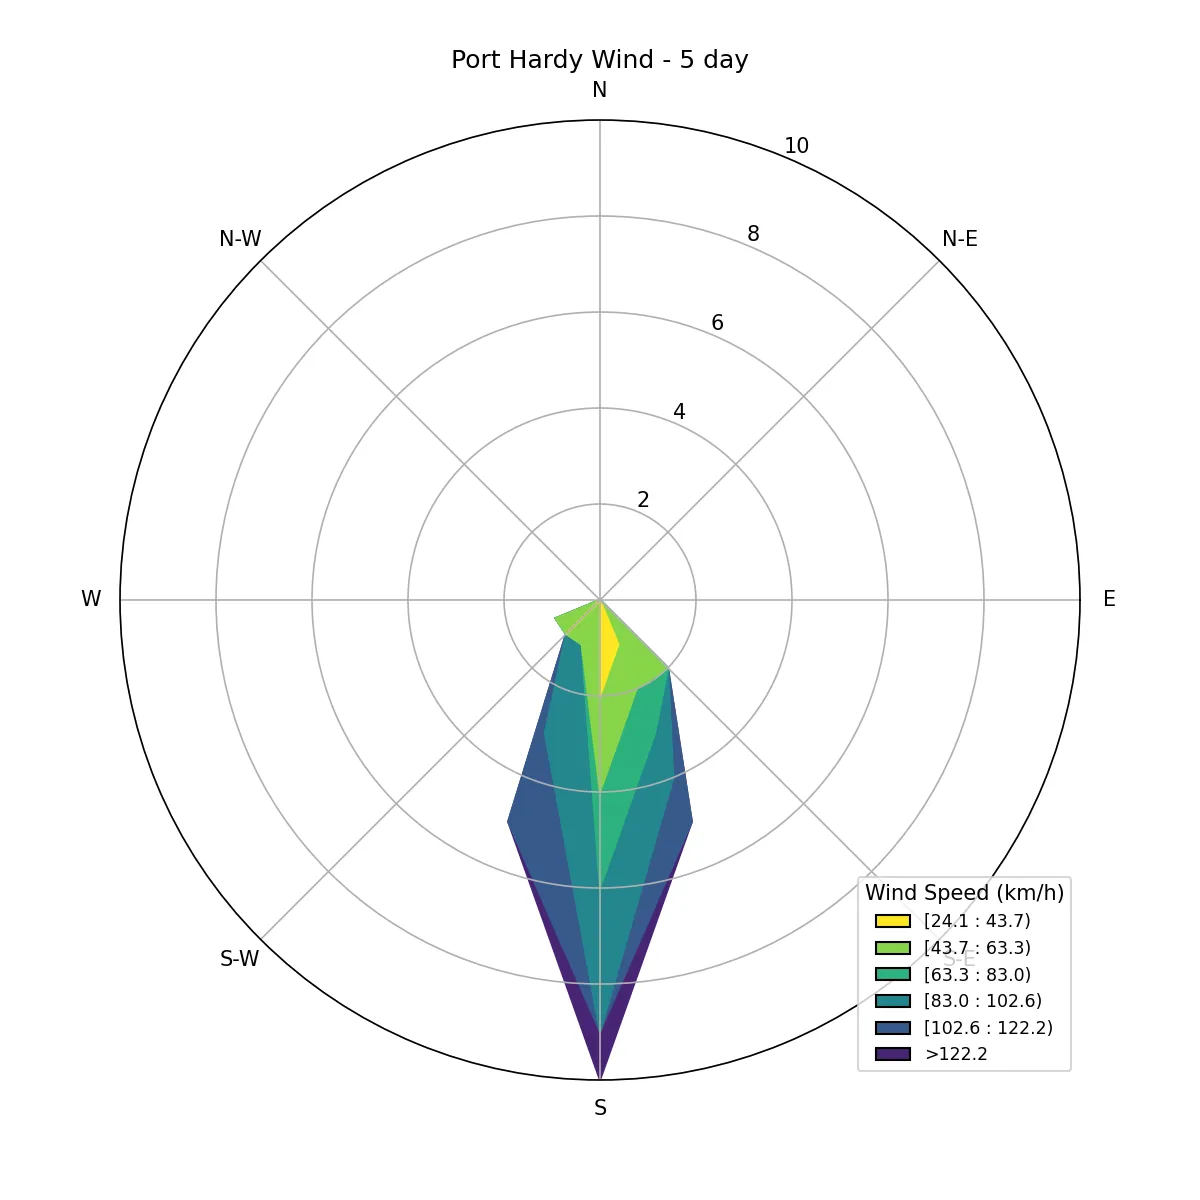 Port Hardy Wind - 5 day
N
10
N-W
N-E
8
6
4
2
W
E
Wind Speed (km/h)
[24.1 : 43.7)
[43.7 : 63.3)
S-W
S-E
[63.3 : 83.0)
[83.0 : 102.6)
[102.6 : 122.2)
>122.2
S